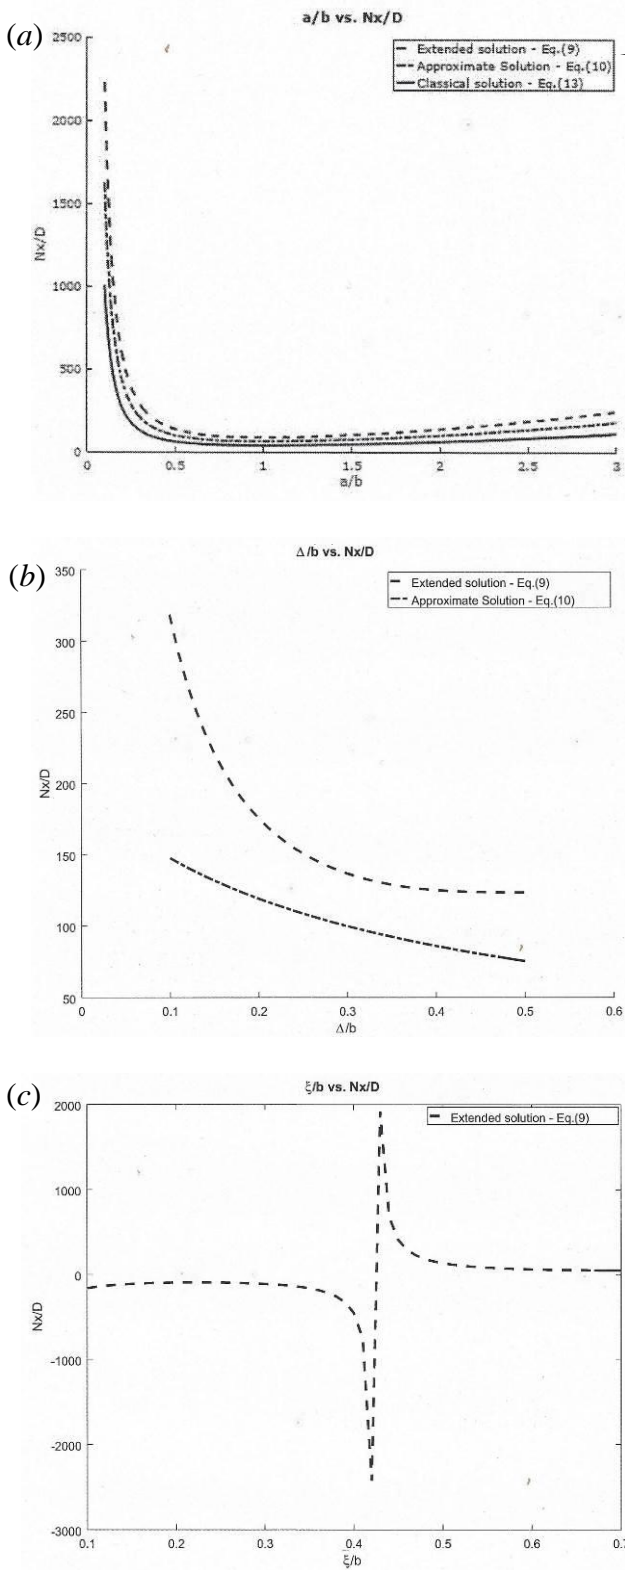 (a)
a/b vs. Nx/D
2500
2000
1500
1000
500
0
Nx/D
Extended solution - Eq.(9)
Approximate Solution - Eq.(10)
Classical solution - Eq.(13)
0 0.5 1 1.5 2 2.5 3
a/b
(b)
Δ/b vs. Nx/D
350
300
250
200
150
100
50
Nx/D
Extended solution - Eq.(9)
Approximate Solution - Eq.(10)
0 0.1 0.2 0.3 0.4 0.5 0.6
Δ/b
(c)
ξ/b vs. Nx/D
2000
1000
0
-1000
-2000
-3000
Nx/D
Extended solution - Eq.(9)
0.1 0.2 0.3 0.4 0.5 0.6 0.7
ξ/b